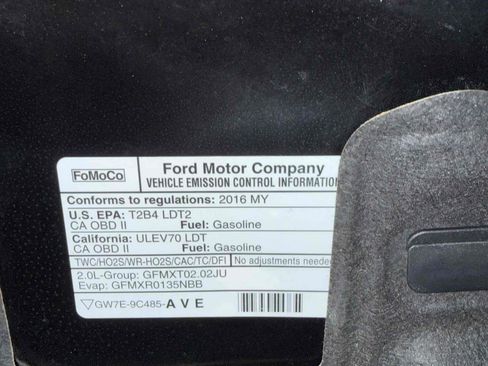 FoMoCo
Ford Motor Company
VEHICLE EMISSION CONTROL INFORMATION
Conforms to regulations: 2016 MY
U.S. EPA: T2B4 LDT2
CA OBD II Fuel: Gasoline
California: ULEV70 LDT
CA OBD II Fuel: Gasoline
TWC/HO2S/WR-HO2S/CAC/TC/DFI No adjustments needed
2.0L-Group: GFMXT02.02JU
Evap: GFMXR0135NBB
GW7E-9C485-AVE